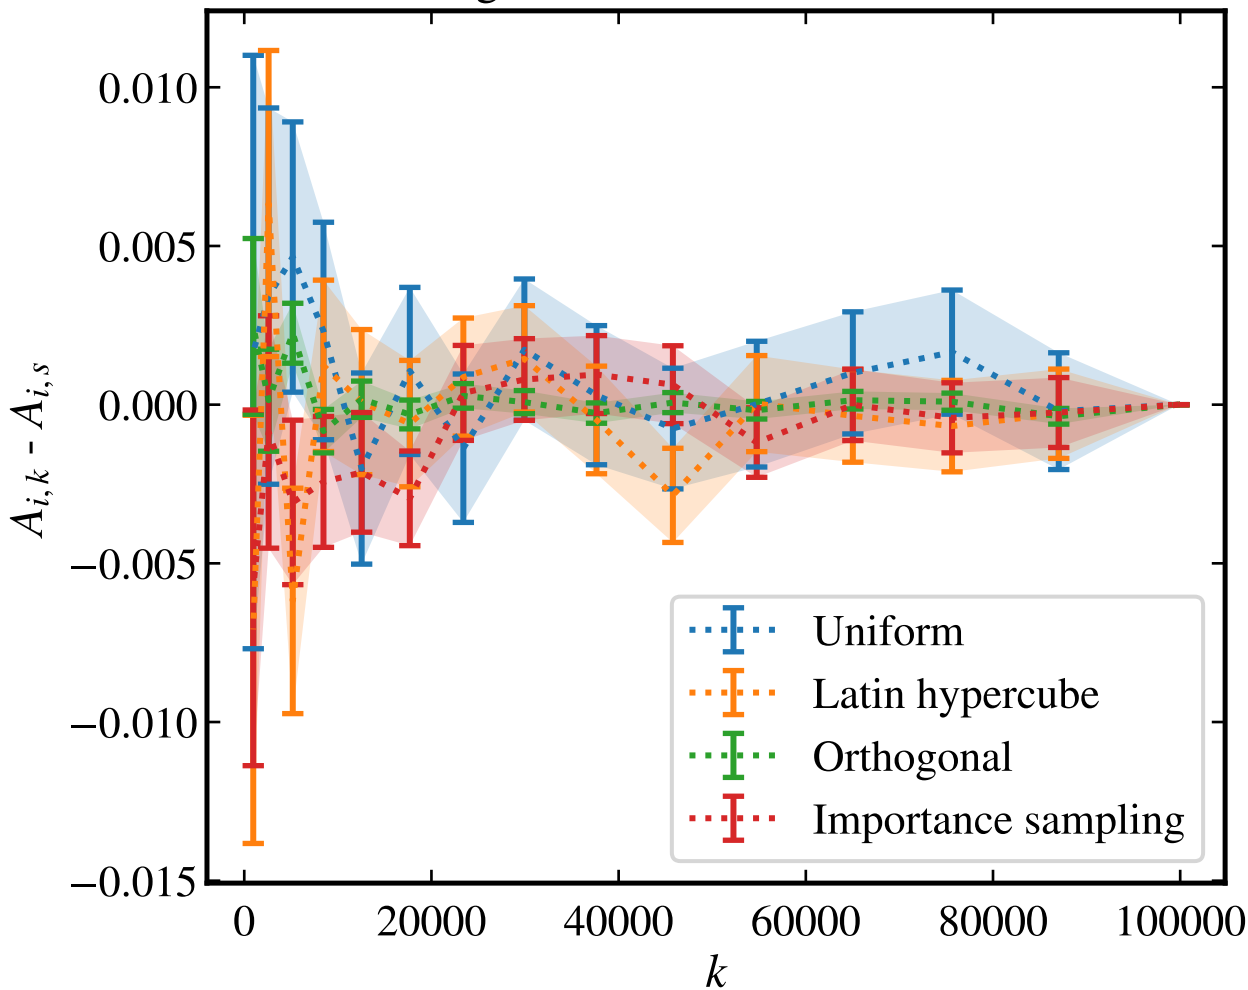 0.010
0.005
0.000
−0.005
−0.010
−0.015
A_{i,k} - A_{i,s}
0 20000 40000 60000 80000 100000
k
Uniform
Latin hypercube
Orthogonal
Importance sampling